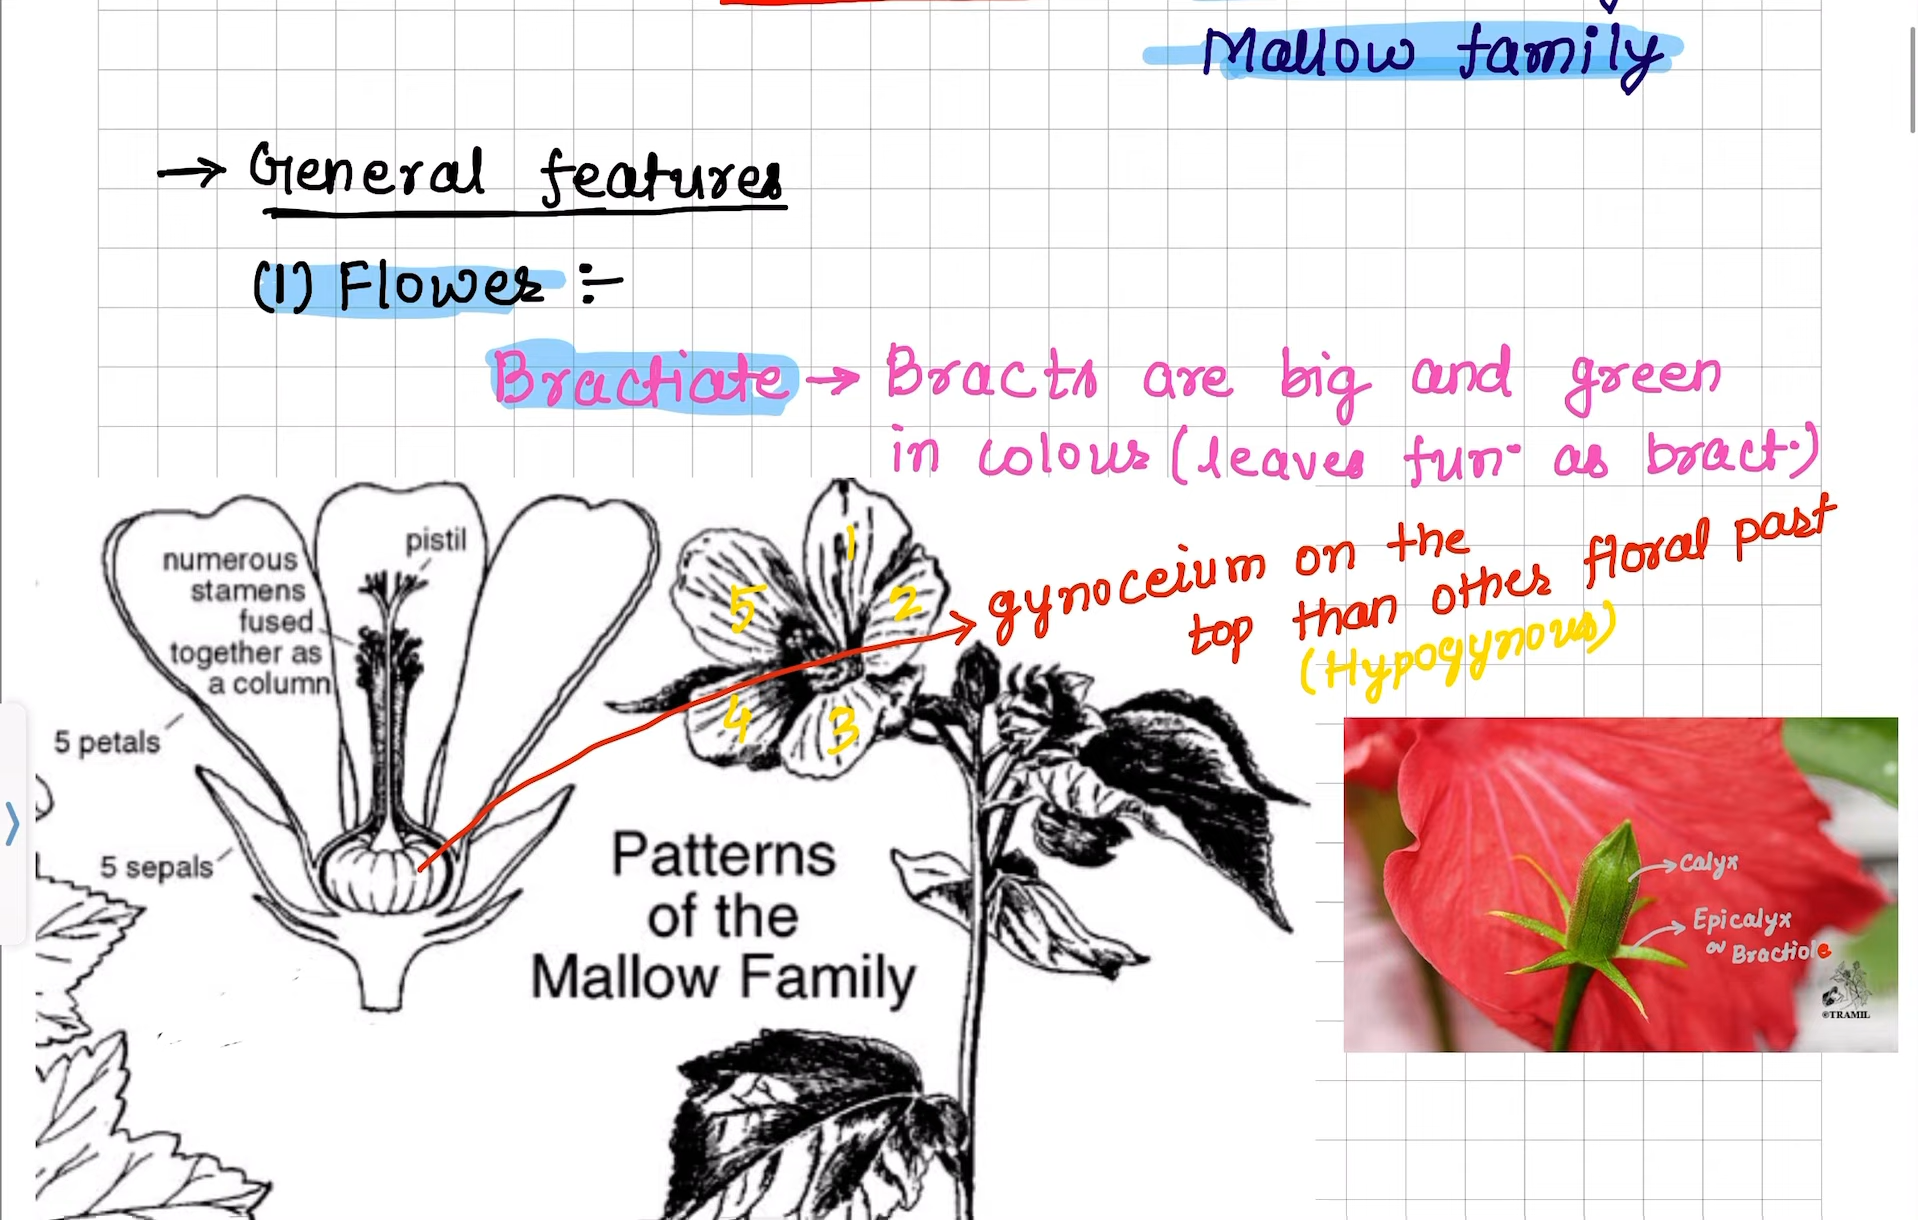 Mallow family
→ General features
(1) Flower :-
Bractiate → Bracts are big and green
in colour (leaves funⁿ as bract.)
gynoceium on the
top than other floral part
(Hypogynous)
pistil
numerous
stamens
fused
together as
a column
5 petals
5 sepals
1
2
3
4
5
Patterns
of the
Mallow Family
→ Calyx
→ Epicalyx
or Bractiole
©TRAMIL